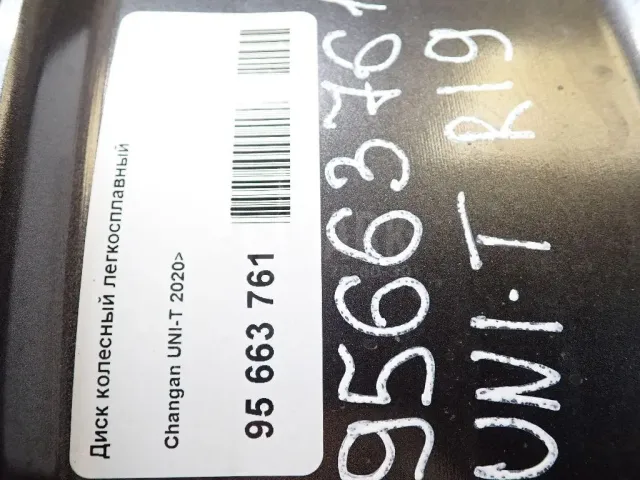 Диск колесный легкосплавный
Changan UNI-T 2020>
95 663 761
95663761
UNI-T R19